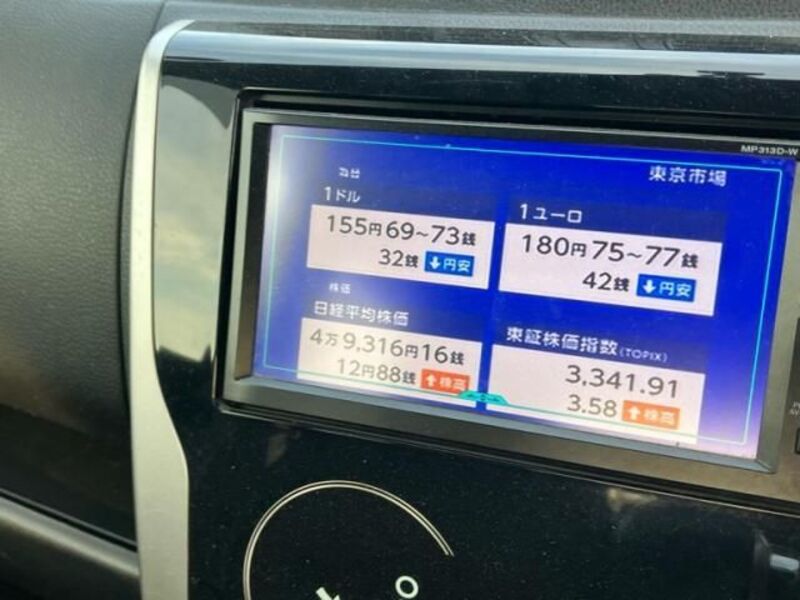 MP313D-W
東京市場
為替
1ドル
155円69～73銭
32銭 ↓円安
1ユーロ
180円75～77銭
42銭 ↓円安
株価
日経平均株価
4万9,316円16銭
12円88銭 ↑株高
東証株価指数(TOPIX)
3,341.91
3.58 ↑株高